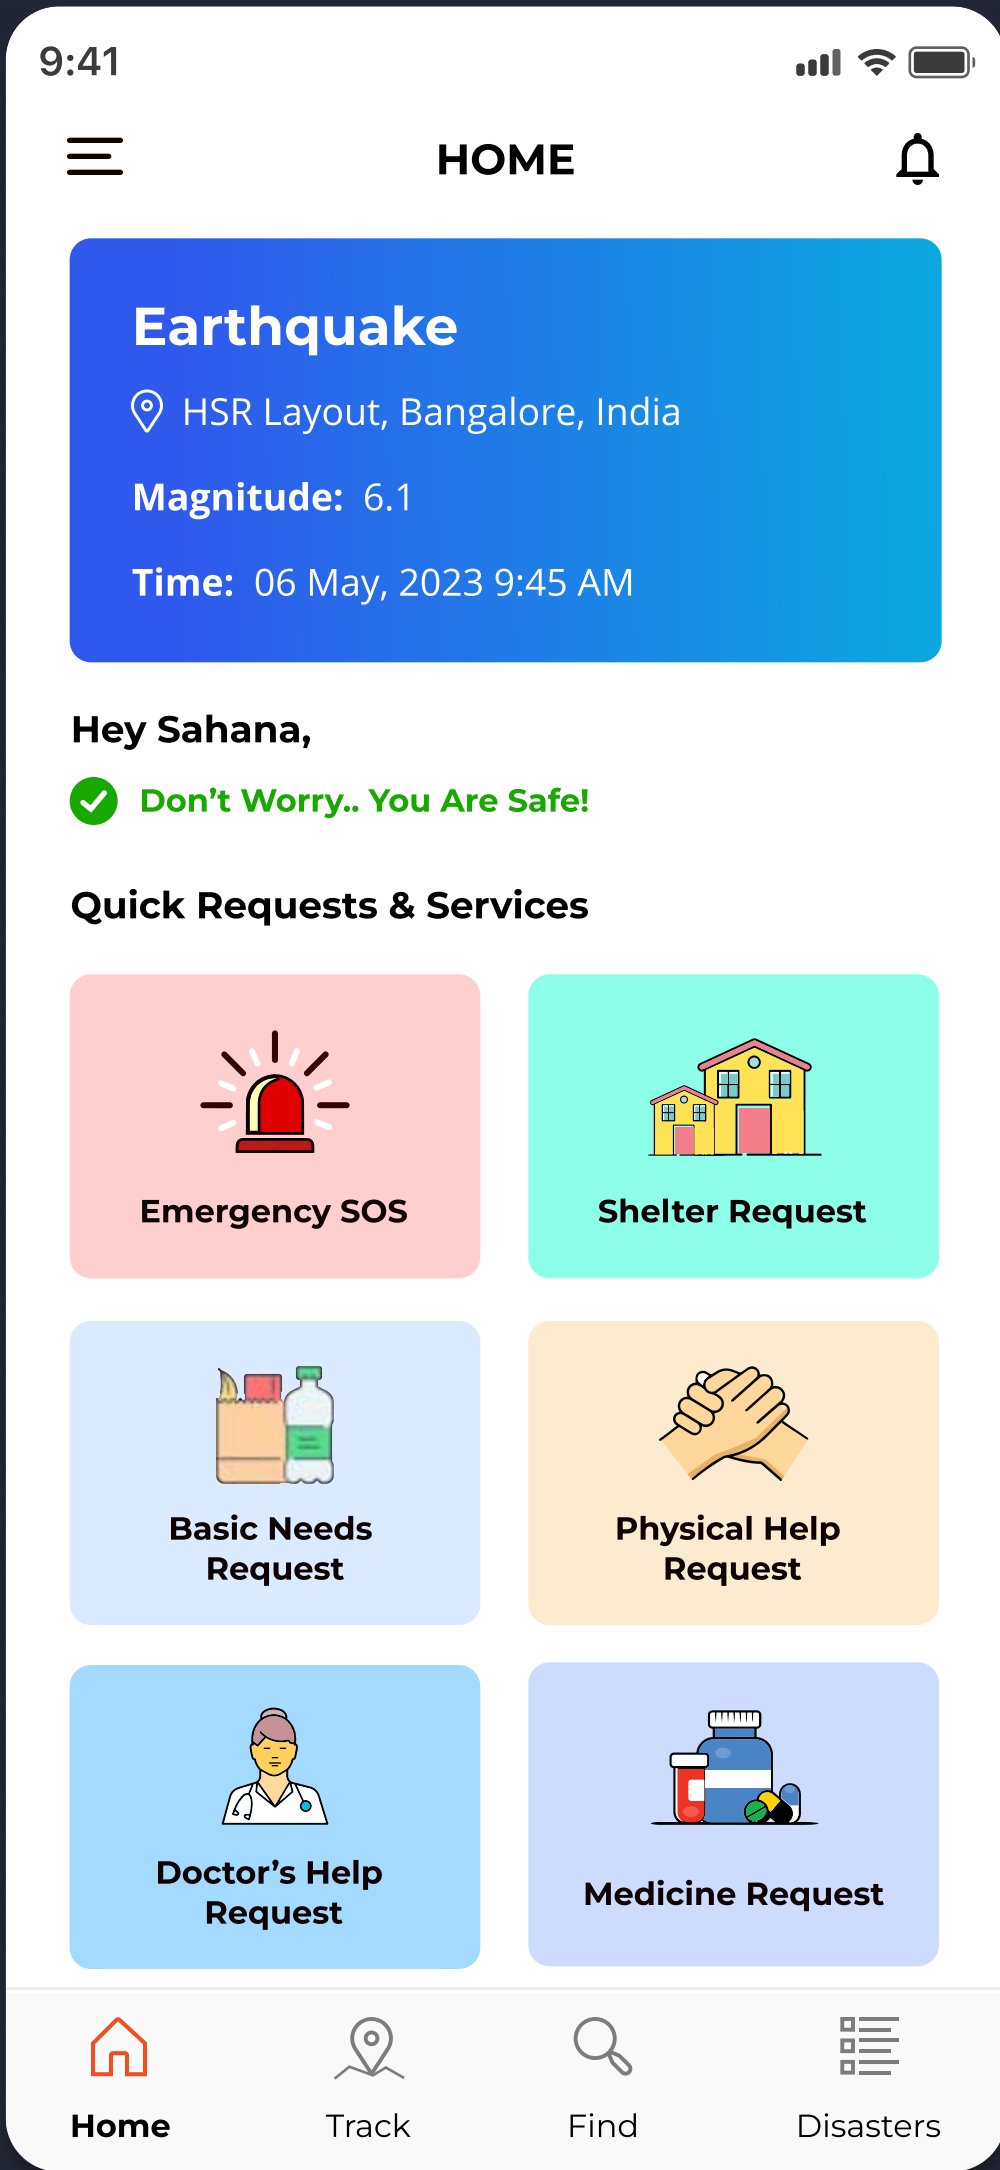 9:41
HOME
Earthquake
HSR Layout, Bangalore, India
Magnitude: 6.1
Time: 06 May, 2023 9:45 AM
Hey Sahana,
Don’t Worry.. You Are Safe!
Quick Requests & Services
Emergency SOS
Shelter Request
Basic Needs
Request
Physical Help
Request
Doctor’s Help
Request
Medicine Request
Home
Track
Find
Disasters